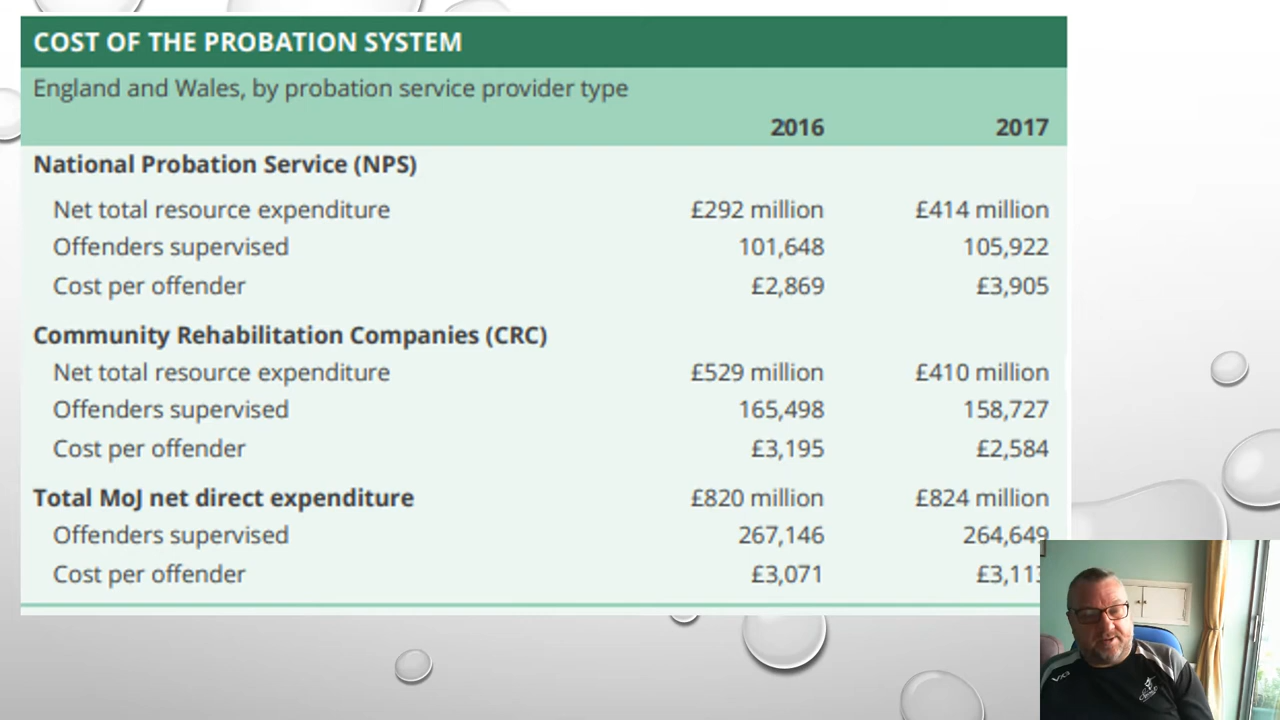 COST OF THE PROBATION SYSTEM
England and Wales, by probation service provider type
2016 2017
National Probation Service (NPS)
Net total resource expenditure £292 million £414 million
Offenders supervised 101,648 105,922
Cost per offender £2,869 £3,905
Community Rehabilitation Companies (CRC)
Net total resource expenditure £529 million £410 million
Offenders supervised 165,498 158,727
Cost per offender £3,195 £2,584
Total MoJ net direct expenditure £820 million £824 million
Offenders supervised 267,146 264,649
Cost per offender £3,071